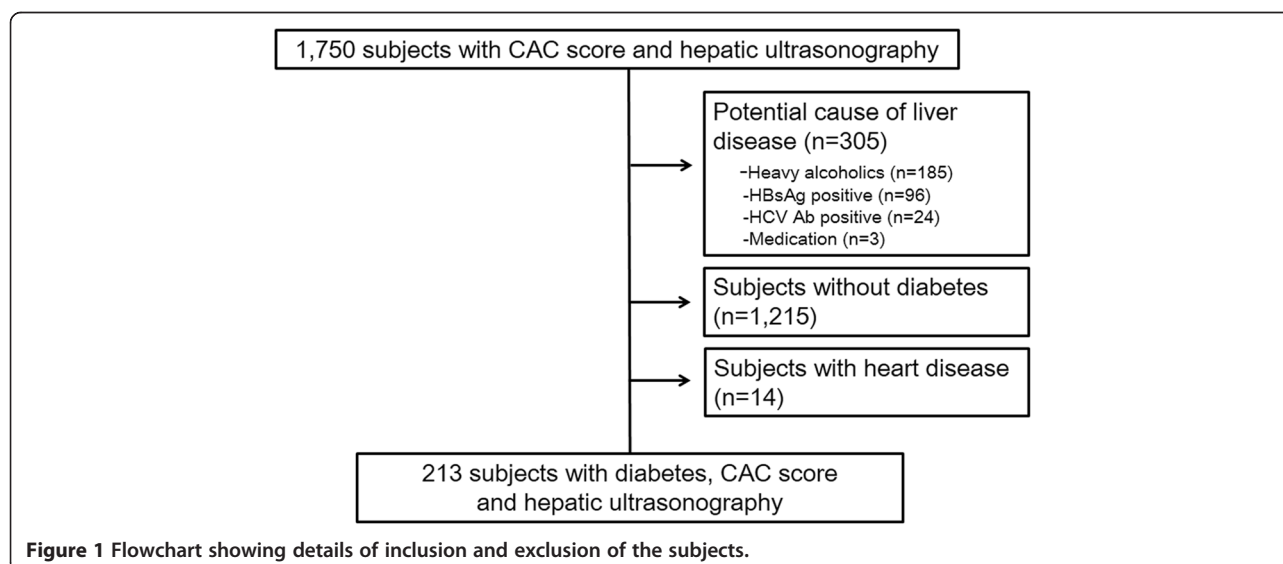 1,750 subjects with CAC score and hepatic ultrasonography
Potential cause of liver
disease (n=305)
-Heavy alcoholics (n=185)
-HBsAg positive (n=96)
-HCV Ab positive (n=24)
-Medication (n=3)
Subjects without diabetes
(n=1,215)
Subjects with heart disease
(n=14)
213 subjects with diabetes, CAC score
and hepatic ultrasonography
Figure 1 Flowchart showing details of inclusion and exclusion of the subjects.